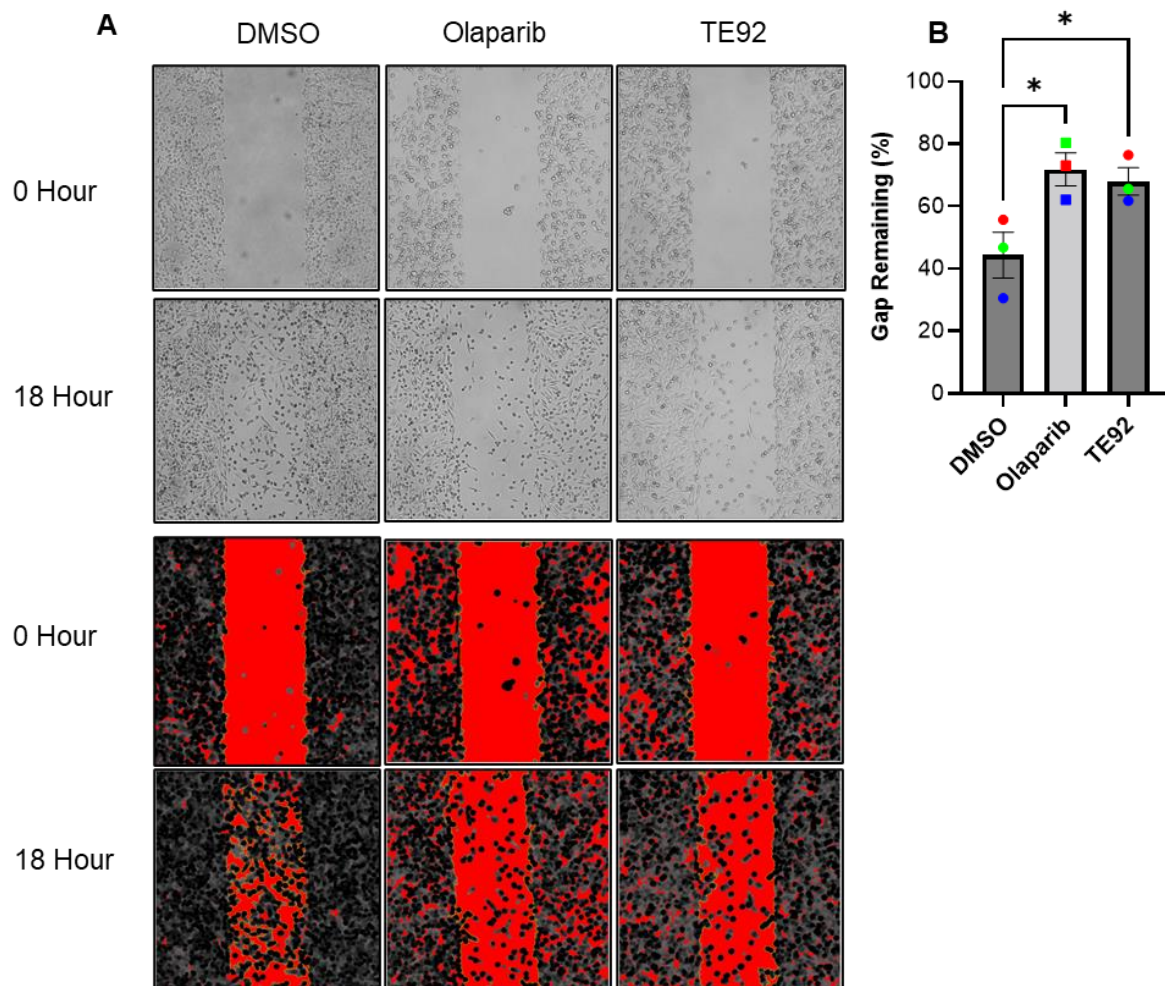 A
DMSO
Olaparib
TE92
0 Hour
18 Hour
0 Hour
18 Hour
B
*
*
100
80
60
40
20
0
Gap Remaining (%)
DMSO
Olaparib
TE92